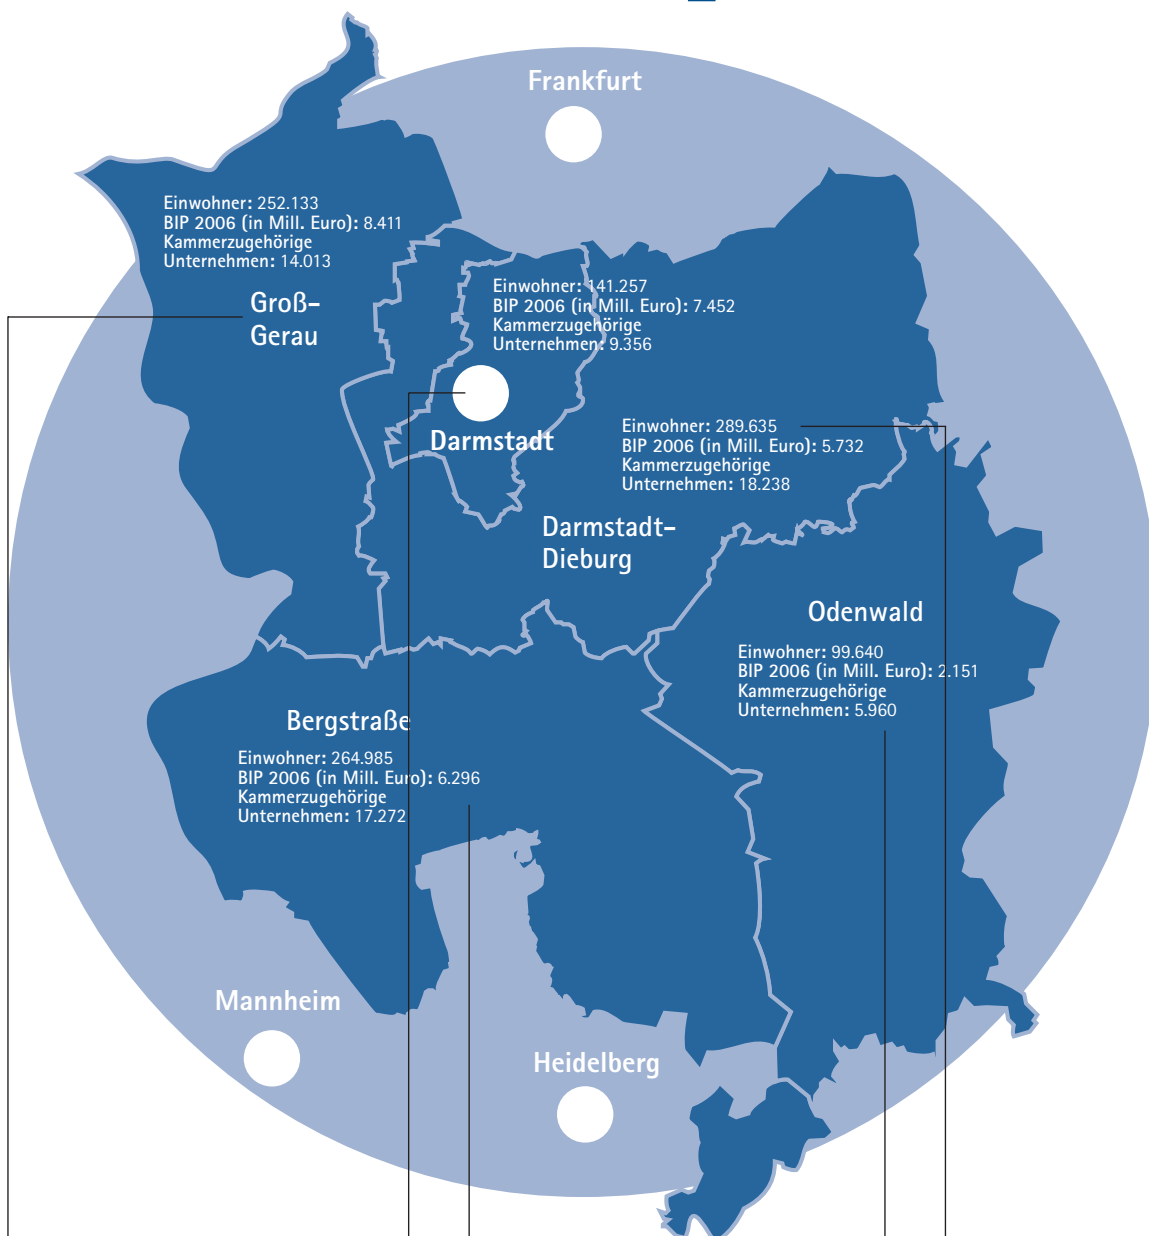 Frankfurt
Einwohner: 252.133
BIP 2006 (in Mill. Euro): 8.411
Kammerzugehörige
Unternehmen: 14.013
Groß-
Gerau
Einwohner: 141.257
BIP 2006 (in Mill. Euro): 7.452
Kammerzugehörige
Unternehmen: 9.356
Darmstadt
Einwohner: 289.635
BIP 2006 (in Mill. Euro): 5.732
Kammerzugehörige
Unternehmen: 18.238
Darmstadt-
Dieburg
Odenwald
Einwohner: 99.640
BIP 2006 (in Mill. Euro): 2.151
Kammerzugehörige
Unternehmen: 5.960
Bergstraße
Einwohner: 264.985
BIP 2006 (in Mill. Euro): 6.296
Kammerzugehörige
Unternehmen: 17.272
Mannheim
Heidelberg